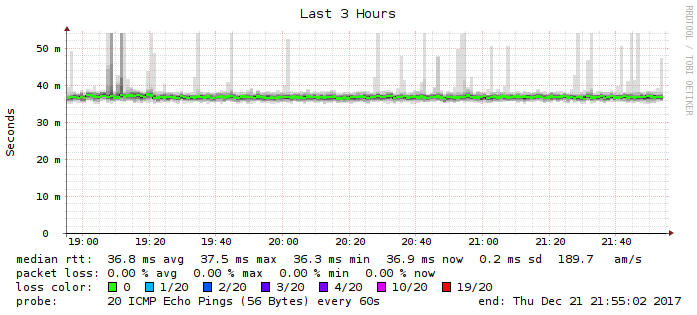 Last 3 Hours
RRDTOOL / TOBI OETIKER
Seconds
50 m
40 m
30 m
20 m
10 m
0
19:00 19:20 19:40 20:00 20:20 20:40 21:00 21:20 21:40
median rtt: 36.8 ms avg 37.5 ms max 36.3 ms min 36.9 ms now 0.2 ms sd 189.7 am/s
packet loss: 0.00 % avg 0.00 % max 0.00 % min 0.00 % now
loss color: 0 1/20 2/20 3/20 4/20 10/20 19/20
probe: 20 ICMP Echo Pings (56 Bytes) every 60s end: Thu Dec 21 21:55:02 2017